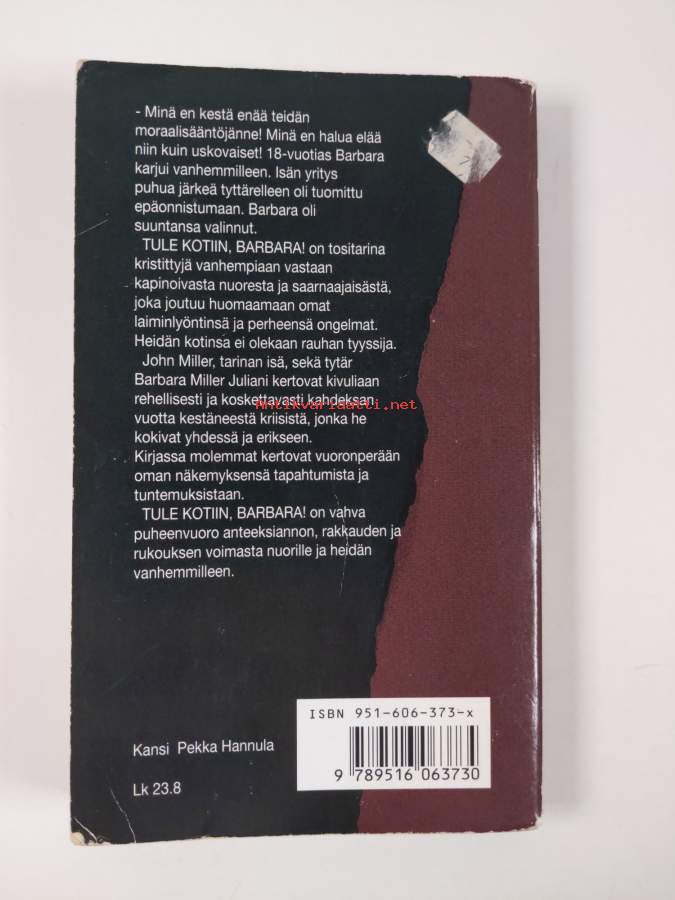 - Minä en kestä enää teidän
moraalisääntöjänne! Minä en halua elää
niin kuin uskovaiset! 18-vuotias Barbara
karjui vanhemmilleen. Isän yritys
puhua järkeä tyttärelleen oli tuomittu
epäonnistumaan. Barbara oli
suuntansa valinnut.
TULE KOTIIN, BARBARA! on tositarina
kristittyjä vanhempiaan vastaan
kapinoivasta nuoresta ja saarnaajaisästä,
joka joutuu huomaamaan omat
laiminlyöntinsä ja perheensä ongelmat.
Heidän kotinsa ei olekaan rauhan tyyssija.
John Miller, tarinan isä, sekä tytär
Barbara Miller Juliani kertovat kivuliaan
rehellisesti ja koskettavasti kahdeksan
Antikvariaatti.net
vuotta kestäneestä kriisistä, jonka he
kokivat yhdessä ja erikseen.
Kirjassa molemmat kertovat vuoronperään
oman näkemyksensä tapahtumista ja
tuntemuksistaan.
TULE KOTIIN, BARBARA! on vahva
puheenvuoro anteeksiannon, rakkauden ja
rukouksen voimasta nuorille ja heidän
vanhemmilleen.
ISBN 951-606-373-x
9 789516 063730
Kansi Pekka Hannula
Lk 23.8